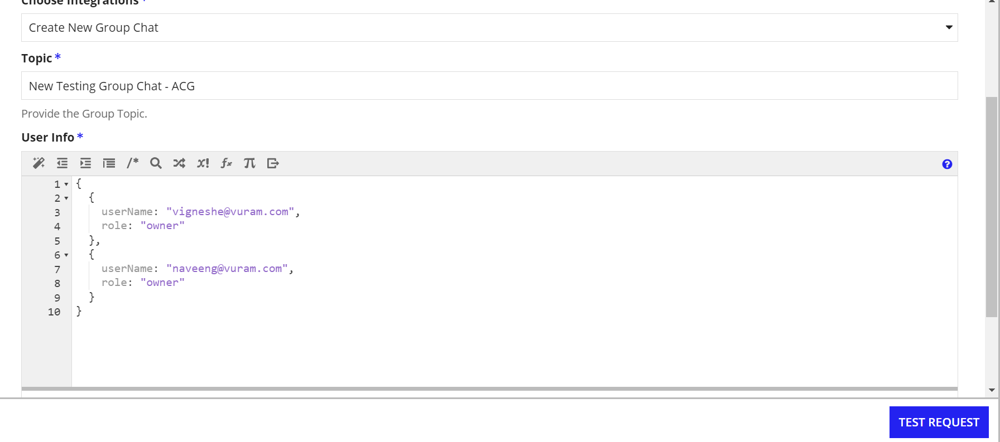 Choose Integrations *
Create New Group Chat
Topic *
New Testing Group Chat - ACG
Provide the Group Topic.
User Info *
/* x! fx π ?
1 {
2 {
3 userName: "vigneshe@vuram.com",
4 role: "owner"
5 },
6 {
7 userName: "naveeng@vuram.com",
8 role: "owner"
9 }
10 }
TEST REQUEST